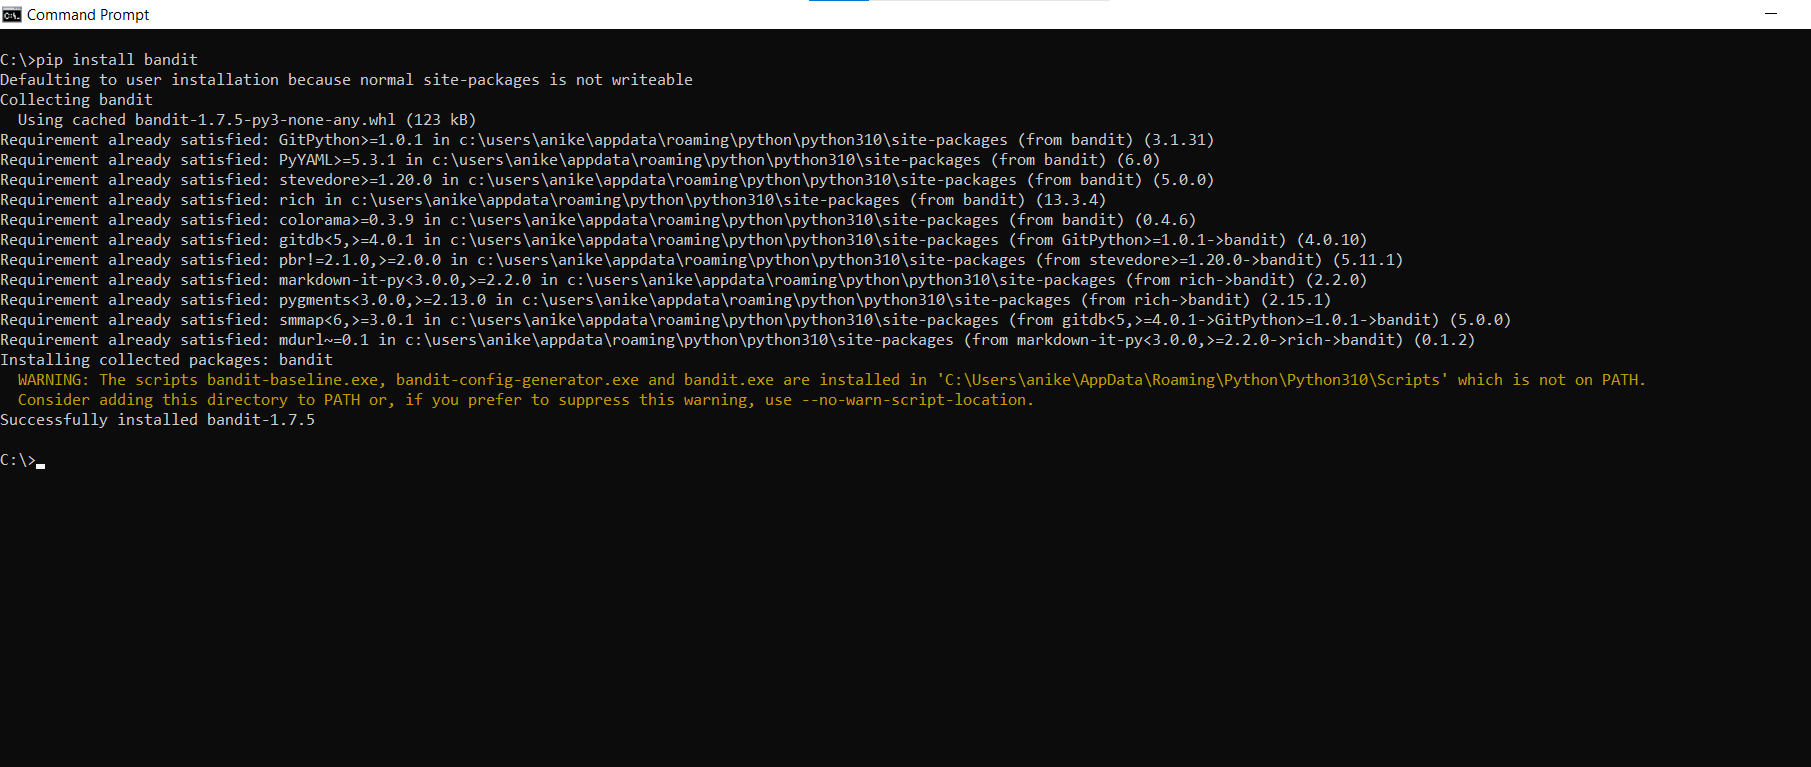 Command Prompt
C:\>pip install bandit
Defaulting to user installation because normal site-packages is not writeable
Collecting bandit
  Using cached bandit-1.7.5-py3-none-any.whl (123 kB)
Requirement already satisfied: GitPython>=1.0.1 in c:\users\anike\appdata\roaming\python\python310\site-packages (from bandit) (3.1.31)
Requirement already satisfied: PyYAML>=5.3.1 in c:\users\anike\appdata\roaming\python\python310\site-packages (from bandit) (6.0)
Requirement already satisfied: stevedore>=1.20.0 in c:\users\anike\appdata\roaming\python\python310\site-packages (from bandit) (5.0.0)
Requirement already satisfied: rich in c:\users\anike\appdata\roaming\python\python310\site-packages (from bandit) (13.3.4)
Requirement already satisfied: colorama>=0.3.9 in c:\users\anike\appdata\roaming\python\python310\site-packages (from bandit) (0.4.6)
Requirement already satisfied: gitdb<5,>=4.0.1 in c:\users\anike\appdata\roaming\python\python310\site-packages (from GitPython>=1.0.1->bandit) (4.0.10)
Requirement already satisfied: pbr!=2.1.0,>=2.0.0 in c:\users\anike\appdata\roaming\python\python310\site-packages (from stevedore>=1.20.0->bandit) (5.11.1)
Requirement already satisfied: markdown-it-py<3.0.0,>=2.2.0 in c:\users\anike\appdata\roaming\python\python310\site-packages (from rich->bandit) (2.2.0)
Requirement already satisfied: pygments<3.0.0,>=2.13.0 in c:\users\anike\appdata\roaming\python\python310\site-packages (from rich->bandit) (2.15.1)
Requirement already satisfied: smmap<6,>=3.0.1 in c:\users\anike\appdata\roaming\python\python310\site-packages (from gitdb<5,>=4.0.1->GitPython>=1.0.1->bandit) (5.0.0)
Requirement already satisfied: mdurl~=0.1 in c:\users\anike\appdata\roaming\python\python310\site-packages (from markdown-it-py<3.0.0,>=2.2.0->rich->bandit) (0.1.2)
Installing collected packages: bandit
  WARNING: The scripts bandit-baseline.exe, bandit-config-generator.exe and bandit.exe are installed in 'C:\Users\anike\AppData\Roaming\Python\Python310\Scripts' which is not on PATH.
  Consider adding this directory to PATH or, if you prefer to suppress this warning, use --no-warn-script-location.
Successfully installed bandit-1.7.5
C:\>